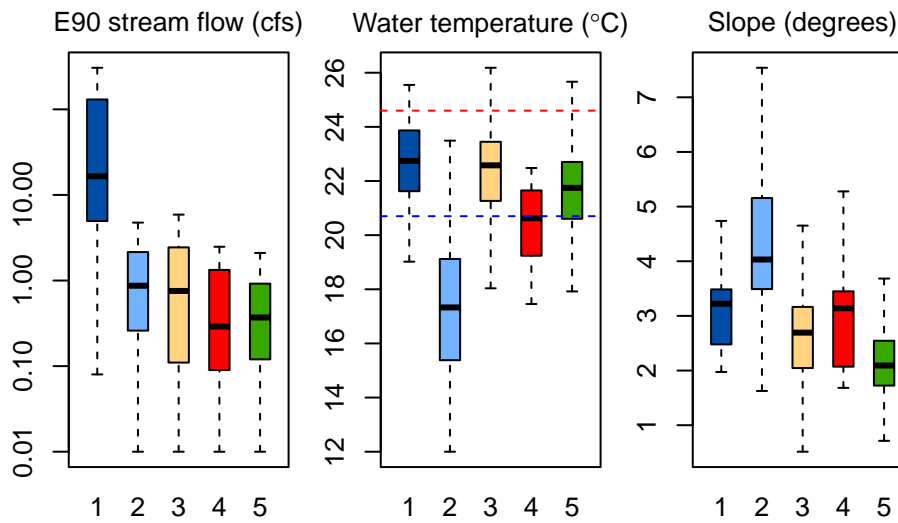 E90 stream flow (cfs)
0.01 0.10 1.00 10.00
1 2 3 4 5
Water temperature (°C)
12 14 16 18 20 22 24 26
1 2 3 4 5
Slope (degrees)
1 2 3 4 5 6 7
1 2 3 4 5